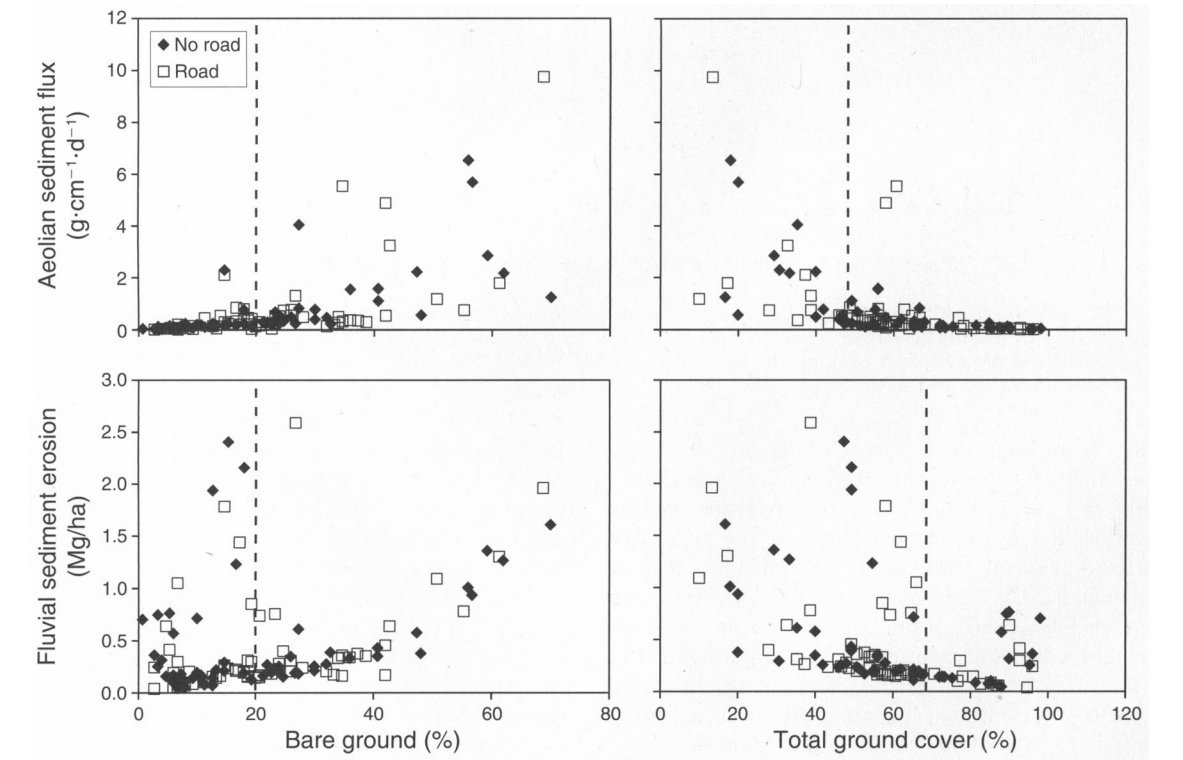 Aeolian sediment flux
(g·cm⁻¹·d⁻¹)
12
10
8
6
4
2
0
No road
Road
Fluvial sediment erosion
(Mg/ha)
3.0
2.5
2.0
1.5
1.0
0.5
0.0
0 20 40 60 80
Bare ground (%)
0 20 40 60 80 100 120
Total ground cover (%)